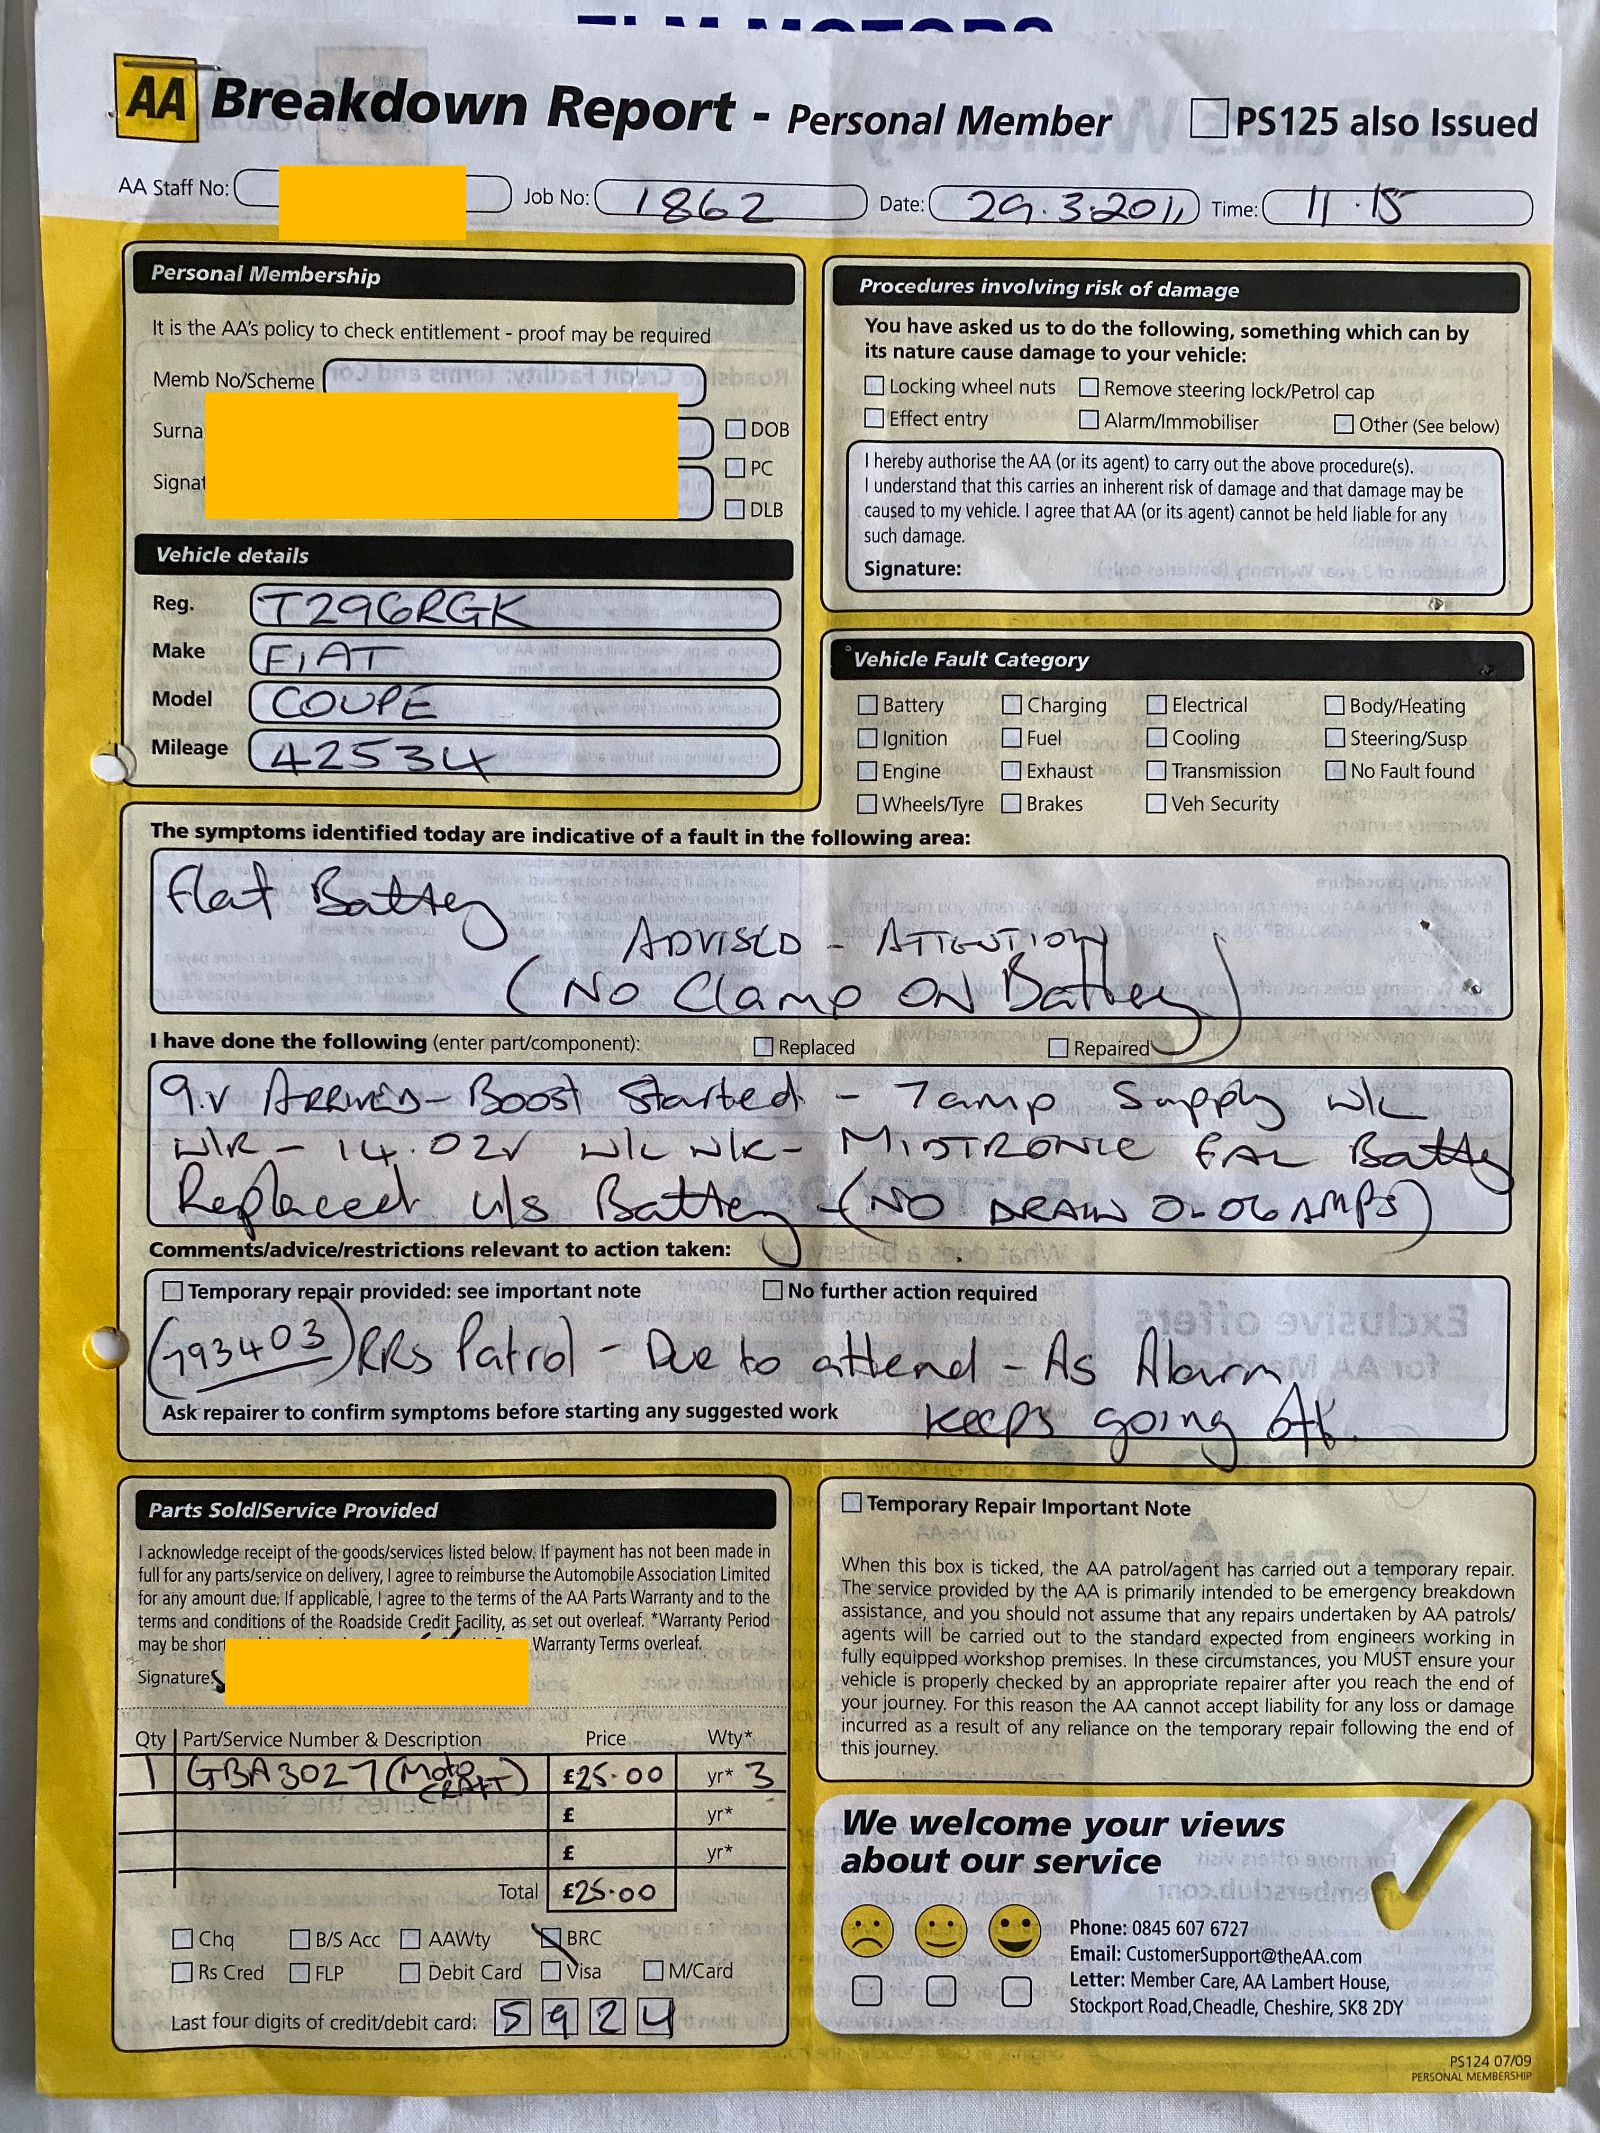 AA Breakdown Report - Personal Member PS125 also Issued
AA Staff No: Job No: 1862 Date: 29.3.2011 Time: 11.15
Personal Membership
It is the AA's policy to check entitlement - proof may be required
Memb No/Scheme
Surna DOB
PC
Signat
DLB
Vehicle details
Reg. T296RGK
Make FIAT
Model COUPE
Mileage 42534
Procedures involving risk of damage
You have asked us to do the following, something which can by
its nature cause damage to your vehicle:
Locking wheel nuts Remove steering lock/Petrol cap
Effect entry Alarm/Immobiliser Other (See below)
I hereby authorise the AA (or its agent) to carry out the above procedure(s).
I understand that this carries an inherent risk of damage and that damage may be
caused to my vehicle. I agree that AA (or its agent) cannot be held liable for any
such damage.
Signature:
Vehicle Fault Category
Battery Charging Electrical Body/Heating
Ignition Fuel Cooling Steering/Susp
Engine Exhaust Transmission No Fault found
Wheels/Tyre Brakes Veh Security
The symptoms identified today are indicative of a fault in the following area:
Flat Battery
ADVISED - ATTENTION
(NO Clamp ON Battery)
I have done the following (enter part/component): Replaced Repaired
9.v ARRIVED - BOOST Started - 7amp Supply
14.02v - MIDTRONIC FAIL Battery
Replaced u/s Battery - (NO DRAIN 0.06 AMPS)
Comments/advice/restrictions relevant to action taken:
Temporary repair provided: see important note No further action required
(793403) RRS Patrol - Due to attend - As Alarm
Ask repairer to confirm symptoms before starting any suggested work keeps going off.
Parts Sold/Service Provided
I acknowledge receipt of the goods/services listed below. If payment has not been made in
full for any parts/service on delivery, I agree to reimburse the Automobile Association Limited
for any amount due. If applicable, I agree to the terms of the AA Parts Warranty and to the
terms and conditions of the Roadside Credit Facility, as set out overleaf. *Warranty Period
may be short Warranty Terms overleaf.
Signature
Qty Part/Service Number & Description Price Wty*
1 GBA3027 (Moto CRAFT) £25.00 yr* 3
£ yr*
£ yr*
Total £25.00
Chq B/S Acc AAWty BRC
Rs Cred FLP Debit Card Visa M/Card
Last four digits of credit/debit card: 5924
Temporary Repair Important Note
When this box is ticked, the AA patrol/agent has carried out a temporary repair.
The service provided by the AA is primarily intended to be emergency breakdown
assistance, and you should not assume that any repairs undertaken by AA patrols/
agents will be carried out to the standard expected from engineers working in
fully equipped workshop premises. In these circumstances, you MUST ensure your
vehicle is properly checked by an appropriate repairer after you reach the end of
your journey. For this reason the AA cannot accept liability for any loss or damage
incurred as a result of any reliance on the temporary repair following the end of
this journey.
We welcome your views
about our service
Phone: 0845 607 6727
Email: CustomerSupport@theAA.com
Letter: Member Care, AA Lambert House,
Stockport Road, Cheadle, Cheshire, SK8 2DY
PS124 07/09
PERSONAL MEMBERSHIP